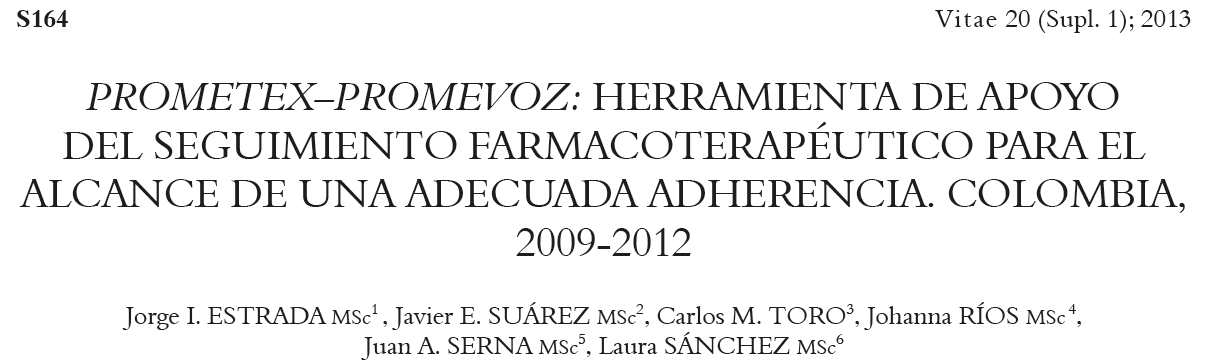 S164 Vitae 20 (Supl. 1); 2013
PROMETEX–PROMEVOZ: HERRAMIENTA DE APOYO
DEL SEGUIMIENTO FARMACOTERAPÉUTICO PARA EL
ALCANCE DE UNA ADECUADA ADHERENCIA. COLOMBIA,
2009-2012
Jorge I. ESTRADA MSc1, Javier E. SUÁREZ MSc2, Carlos M. TORO3, Johanna RÍOS MSc4,
Juan A. SERNA MSc5, Laura SÁNCHEZ MSc6